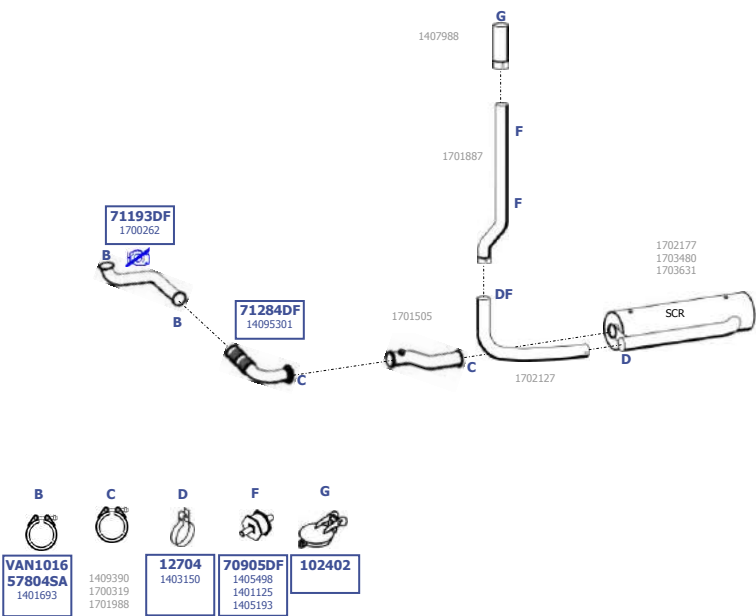 G
1407988
F
1701887
F
71193DF
1700262
B
B
1702177
1703480
1703631
DF
71284DF
14095301
1701505
SCR
C
C
D
1702127
B
C
D
F
G
VAN1016
57804SA
1401693
1409390
1700319
1701988
12704
1403150
70905DF
1405498
1401125
1405193
102402